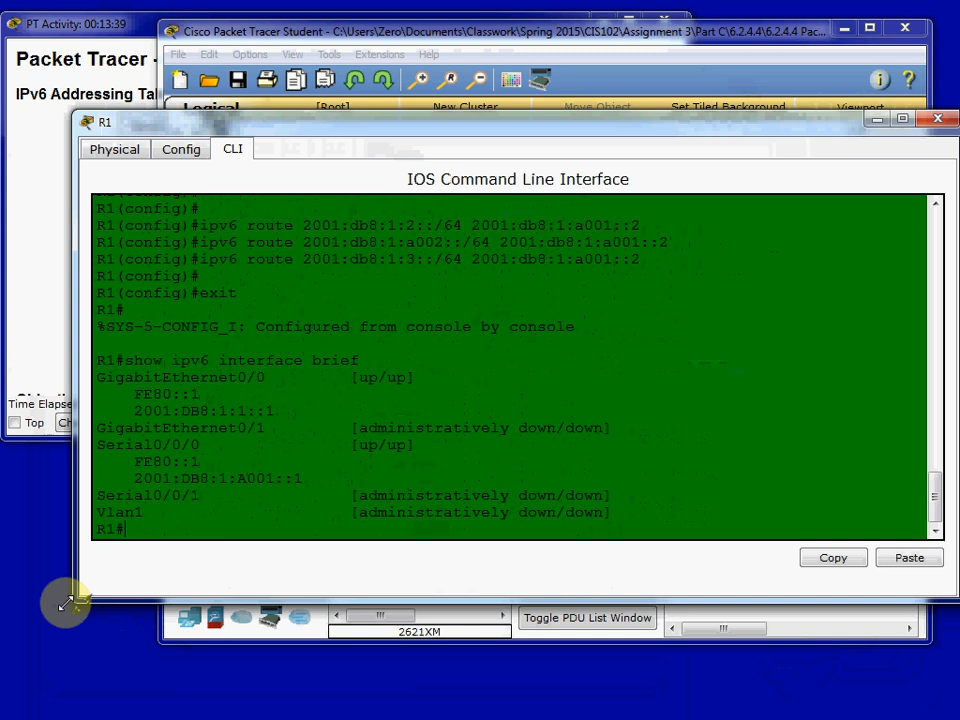 PT Activity: 00:13:39
Cisco Packet Tracer Student - C:\Users\Zero\Documents\Classwork\Spring 2015\CIS102\Assignment 3\Part C\6.2.4.4\6.2.4.4 Pac...
File Edit Options View Tools Extensions Help
Packet Tracer -
IPv6 Addressing Ta
Logical [Root] New Cluster Move Object Set Tiled Background Viewport
R1
Physical Config CLI
IOS Command Line Interface
R1(config)#
R1(config)#ipv6 route 2001:db8:1:2::/64 2001:db8:1:a001::2
R1(config)#ipv6 route 2001:db8:1:a002::/64 2001:db8:1:a001::2
R1(config)#ipv6 route 2001:db8:1:3::/64 2001:db8:1:a001::2
R1(config)#
R1(config)#exit
R1#
%SYS-5-CONFIG_I: Configured from console by console
R1#show ipv6 interface brief
GigabitEthernet0/0 [up/up]
FE80::1
2001:DB8:1:1::1
GigabitEthernet0/1 [administratively down/down]
Serial0/0/0 [up/up]
FE80::1
2001:DB8:1:A001::1
Serial0/0/1 [administratively down/down]
Vlan1 [administratively down/down]
R1#
Time Elapse
Top Ch
Copy Paste
Toggle PDU List Window
2621XM